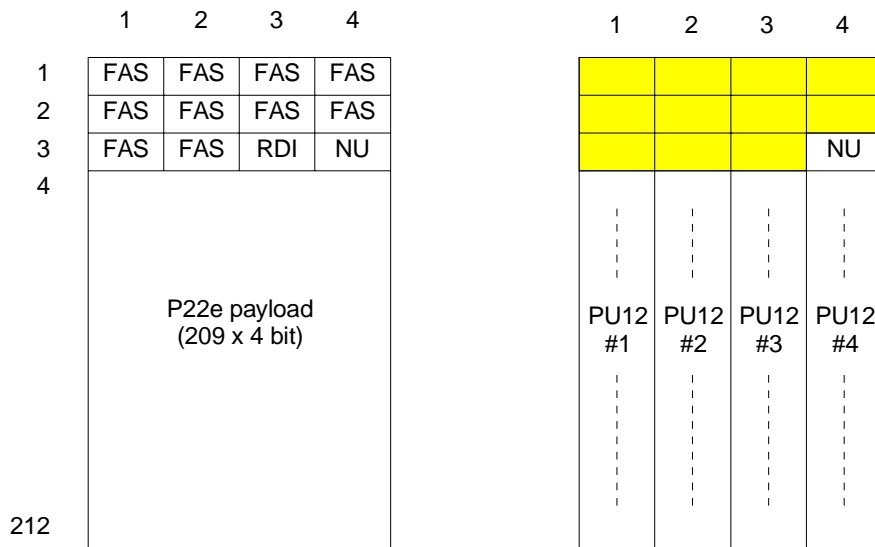 1 2 3 4
1 2 3 4
1 FAS FAS FAS FAS
2 FAS FAS FAS FAS
3 FAS FAS RDI NU
NU
4
P22e payload
(209 x 4 bit)
PU12 PU12 PU12 PU12
#1 #2 #3 #4
212